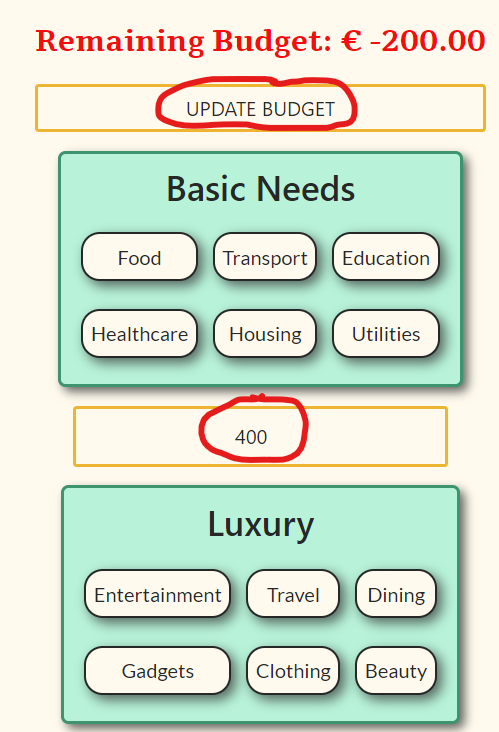 Remaining Budget: € -200.00
UPDATE BUDGET
Basic Needs
Food Transport Education
Healthcare Housing Utilities
400
Luxury
Entertainment Travel Dining
Gadgets Clothing Beauty